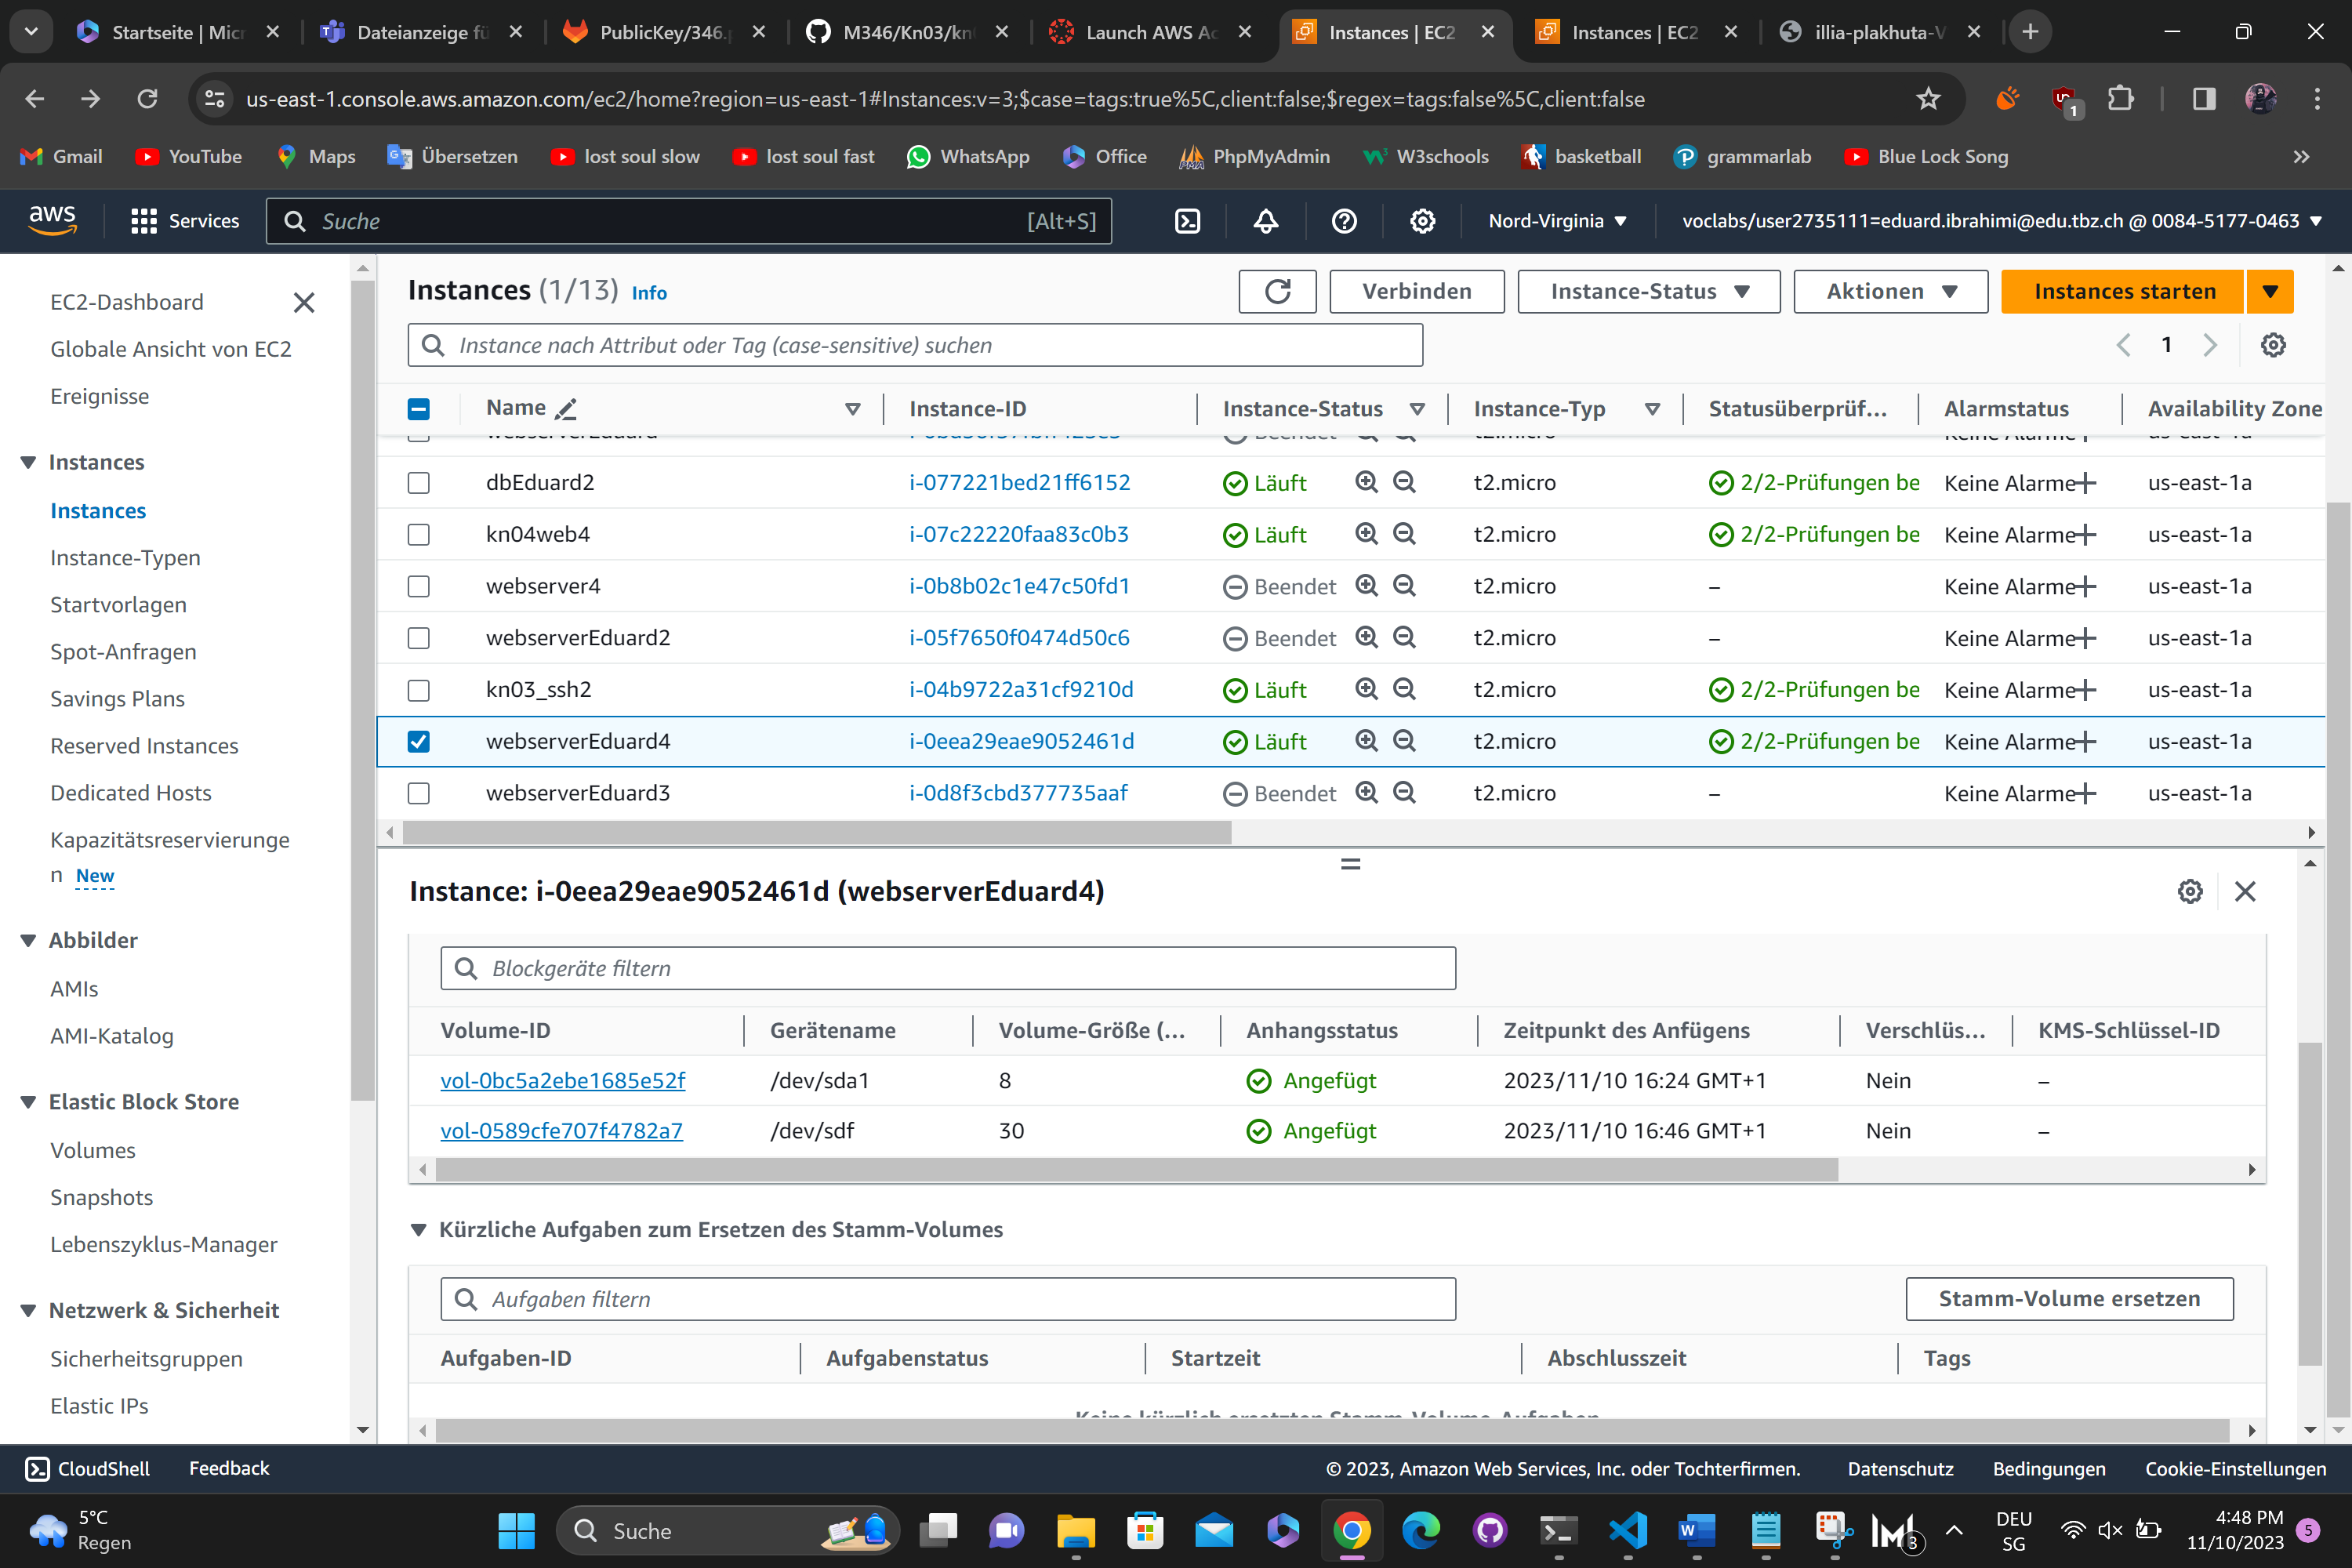 Startseite | Micr
Dateianzeige fü
PublicKey/346.p
M346/Kn03/kn
Launch AWS Ac
Instances | EC2
Instances | EC2
illia-plakhuta-V
us-east-1.console.aws.amazon.com/ec2/home?region=us-east-1#Instances:v=3;$case=tags:true%5C,client:false;$regex=tags:false%5C,client:false
1
Gmail YouTube Maps Übersetzen lost soul slow lost soul fast WhatsApp Office PhpMyAdmin W3schools basketball grammarlab Blue Lock Song
aws Services Suche [Alt+S] Nord-Virginia voclabs/user2735111=eduard.ibrahimi@edu.tbz.ch @ 0084-5177-0463
EC2-Dashboard
Globale Ansicht von EC2
Ereignisse
Instances
Instances
Instance-Typen
Startvorlagen
Spot-Anfragen
Savings Plans
Reserved Instances
Dedicated Hosts
Kapazitätsreservierunge
n New
Abbilder
AMIs
AMI-Katalog
Elastic Block Store
Volumes
Snapshots
Lebenszyklus-Manager
Netzwerk & Sicherheit
Sicherheitsgruppen
Elastic IPs
Instances (1/13) Info
Verbinden Instance-Status Aktionen Instances starten
Instance nach Attribut oder Tag (case-sensitive) suchen
1
Name Instance-ID Instance-Status Instance-Typ Statusüberprüf... Alarmstatus Availability Zone
dbEduard2 i-077221bed21ff6152 Läuft t2.micro 2/2-Prüfungen be Keine Alarme us-east-1a
kn04web4 i-07c22220faa83c0b3 Läuft t2.micro 2/2-Prüfungen be Keine Alarme us-east-1a
webserver4 i-0b8b02c1e47c50fd1 Beendet t2.micro – Keine Alarme us-east-1a
webserverEduard2 i-05f7650f0474d50c6 Beendet t2.micro – Keine Alarme us-east-1a
kn03_ssh2 i-04b9722a31cf9210d Läuft t2.micro 2/2-Prüfungen be Keine Alarme us-east-1a
webserverEduard4 i-0eea29eae9052461d Läuft t2.micro 2/2-Prüfungen be Keine Alarme us-east-1a
webserverEduard3 i-0d8f3cbd377735aaf Beendet t2.micro – Keine Alarme us-east-1a
Instance: i-0eea29eae9052461d (webserverEduard4)
Blockgeräte filtern
Volume-ID Gerätename Volume-Größe (... Anhangsstatus Zeitpunkt des Anfügens Verschlüs... KMS-Schlüssel-ID
vol-0bc5a2ebe1685e52f /dev/sda1 8 Angefügt 2023/11/10 16:24 GMT+1 Nein –
vol-0589cfe707f4782a7 /dev/sdf 30 Angefügt 2023/11/10 16:46 GMT+1 Nein –
Kürzliche Aufgaben zum Ersetzen des Stamm-Volumes
Aufgaben filtern
Stamm-Volume ersetzen
Aufgaben-ID Aufgabenstatus Startzeit Abschlusszeit Tags
CloudShell Feedback © 2023, Amazon Web Services, Inc. oder Tochterfirmen. Datenschutz Bedingungen Cookie-Einstellungen
5°C
Regen
Suche
3
DEU
SG
4:48 PM
11/10/2023
5